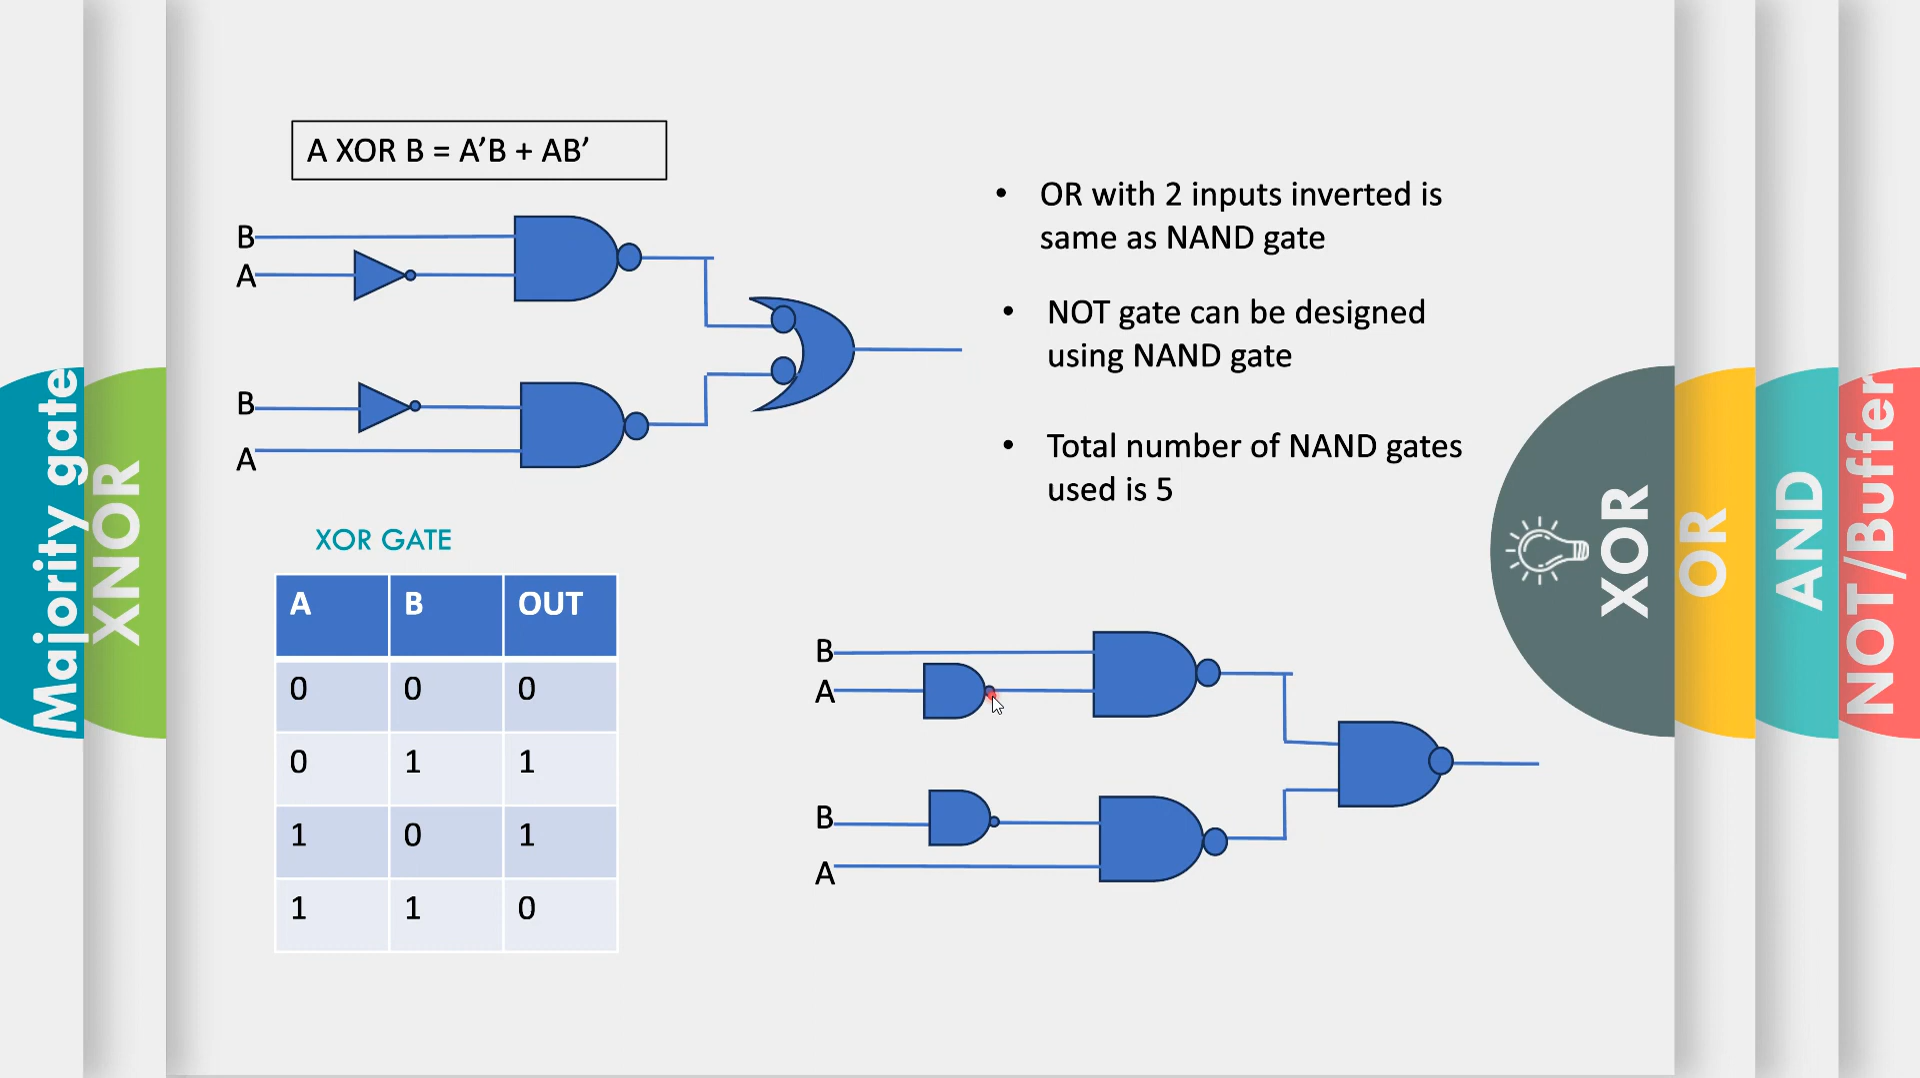 A XOR B = A’B + AB’
B
A
B
A
• OR with 2 inputs inverted is
same as NAND gate
• NOT gate can be designed
using NAND gate
• Total number of NAND gates
used is 5
XOR GATE
A B OUT
0 0 0
0 1 1
1 0 1
1 1 0
B
A
B
A
Majority gate
XNOR
XOR
OR
AND
NOT/Buffer